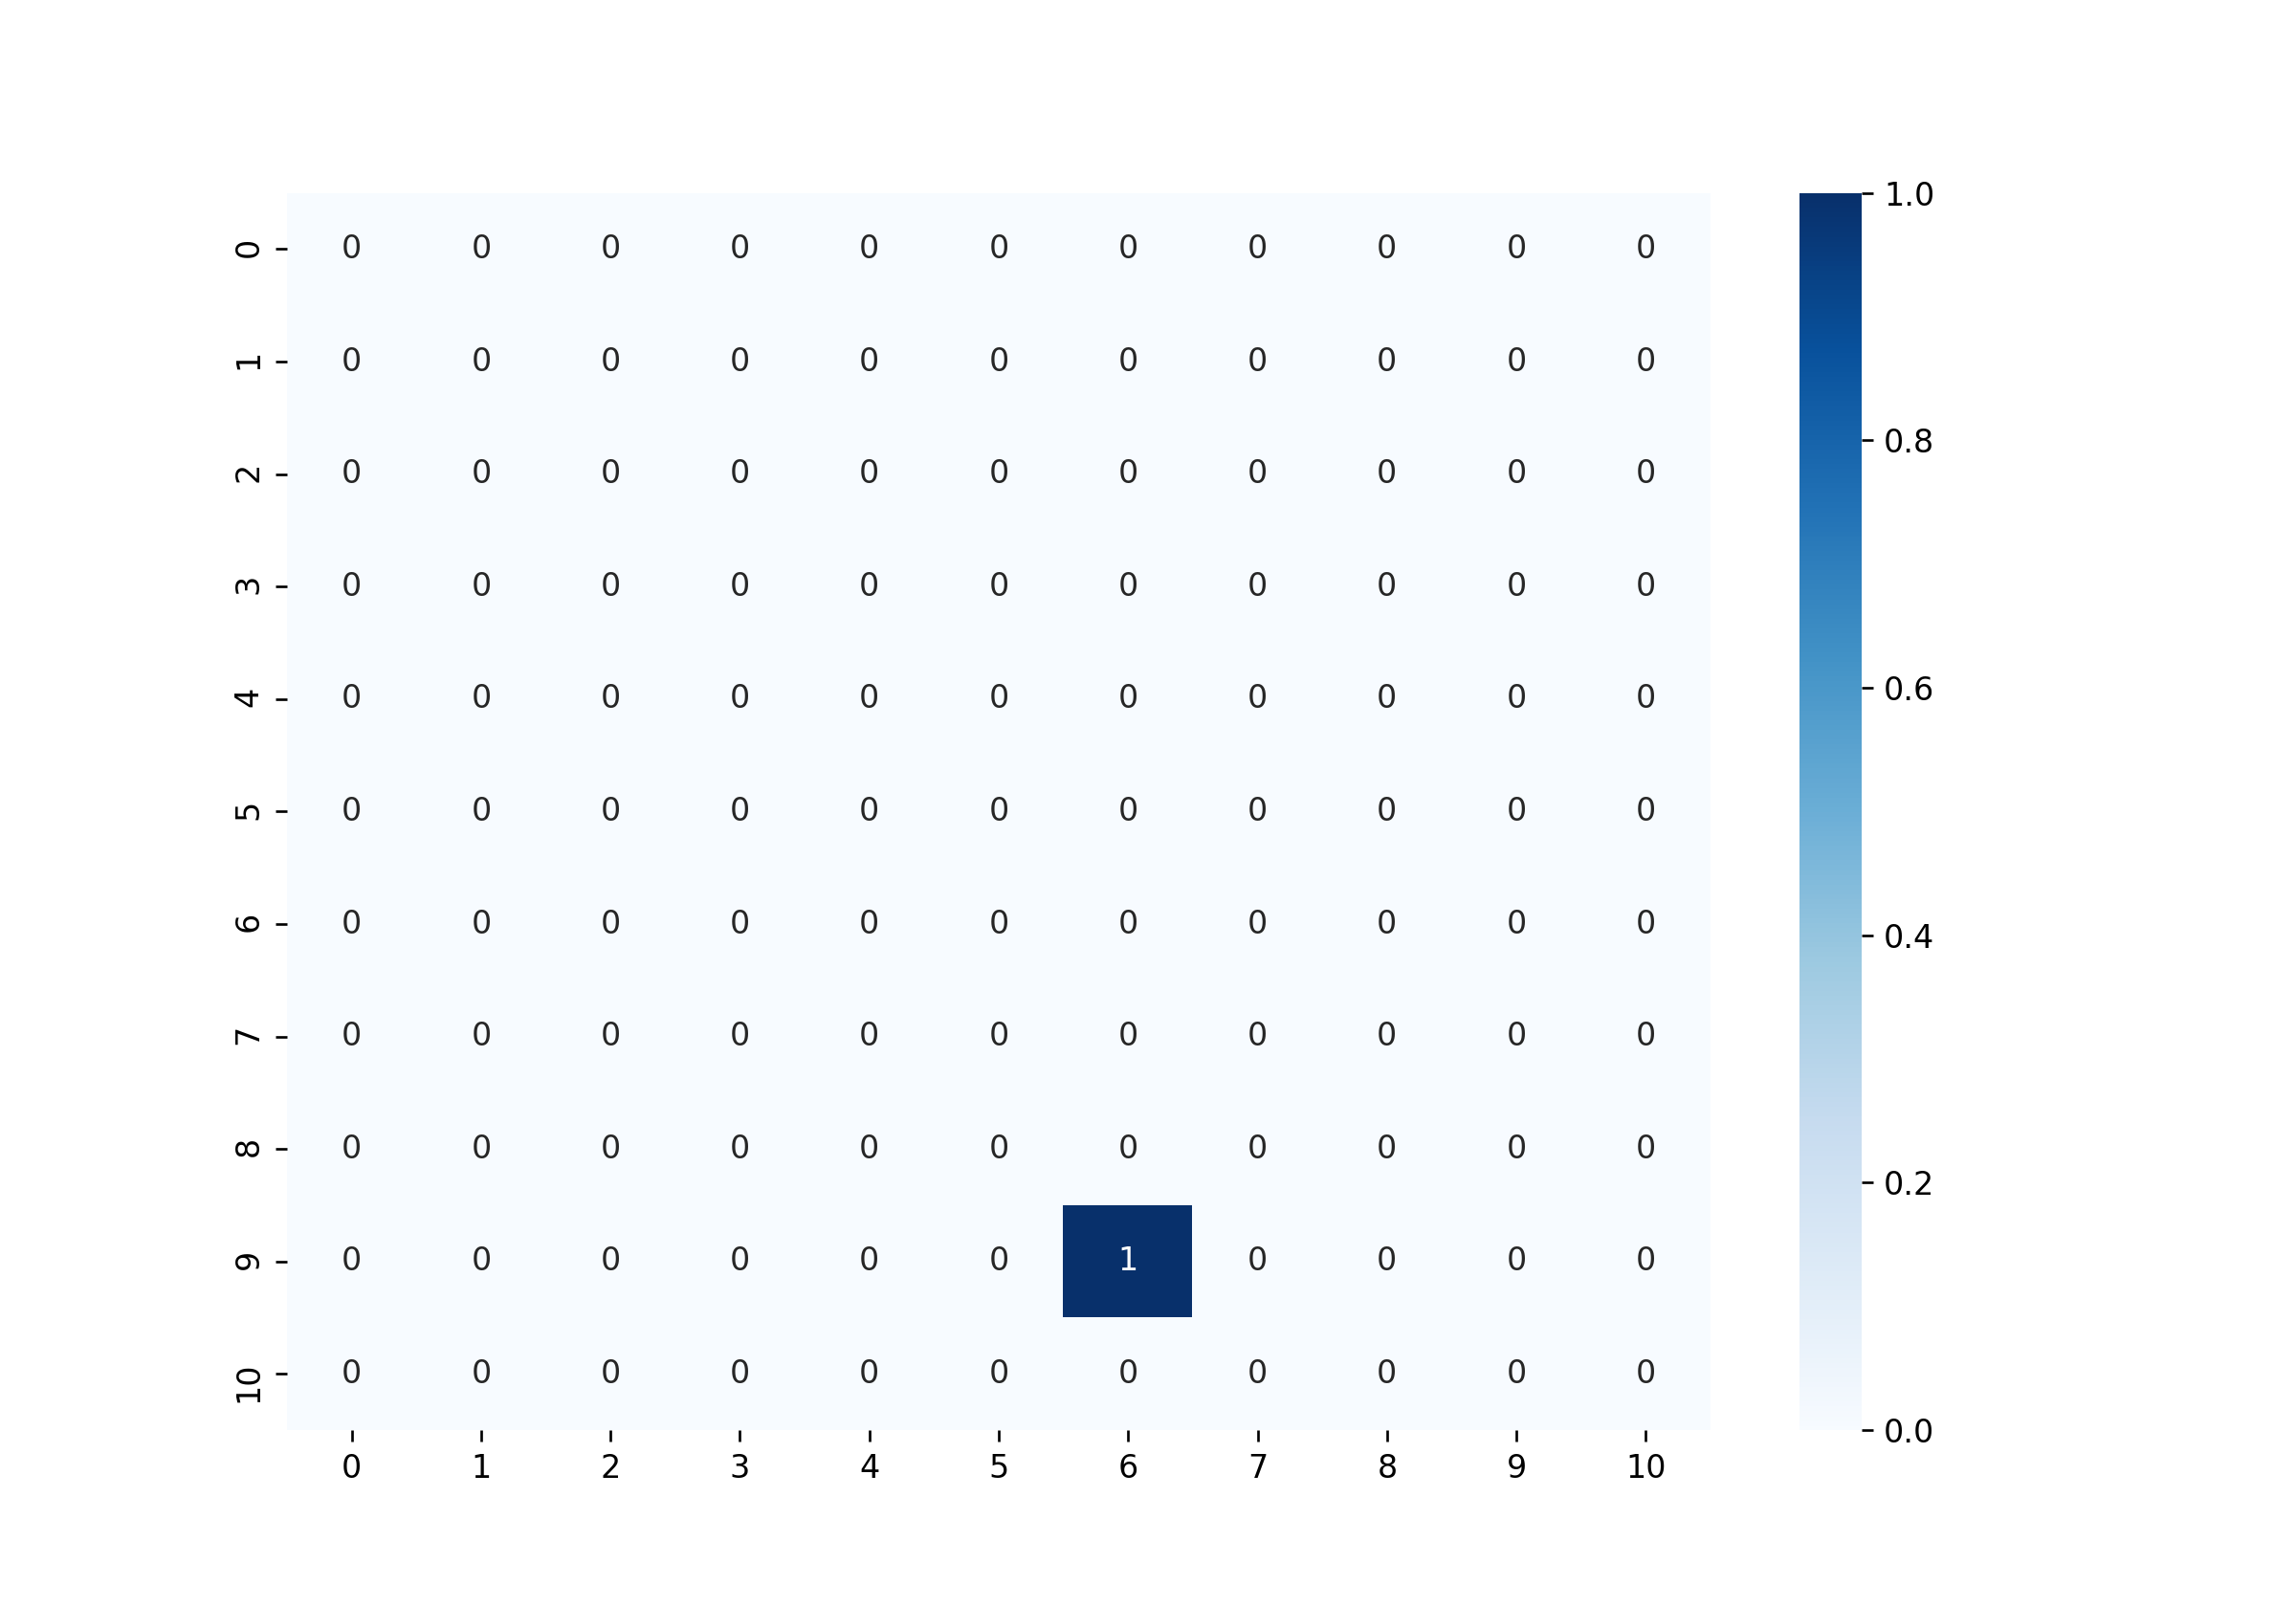 1.0
0 0 0 0 0 0 0 0 0 0 0 0
1 0 0 0 0 0 0 0 0 0 0 0
0.8
2 0 0 0 0 0 0 0 0 0 0 0
3 0 0 0 0 0 0 0 0 0 0 0
0.6
4 0 0 0 0 0 0 0 0 0 0 0
5 0 0 0 0 0 0 0 0 0 0 0
6 0 0 0 0 0 0 0 0 0 0 0
0.4
7 0 0 0 0 0 0 0 0 0 0 0
8 0 0 0 0 0 0 0 0 0 0 0
0.2
9 0 0 0 0 0 0 1 0 0 0 0
10 0 0 0 0 0 0 0 0 0 0 0
0.0
0 1 2 3 4 5 6 7 8 9 10